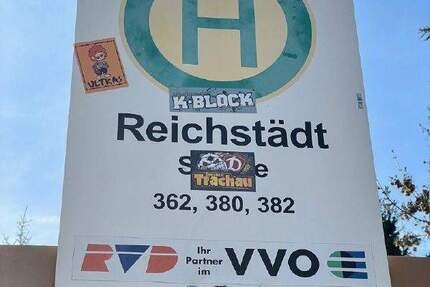 H
ULTRAS
K-BLOCK
Reichstädt
S e
D
Trachau
362, 380, 382
RVD Ihr Partner im VVO